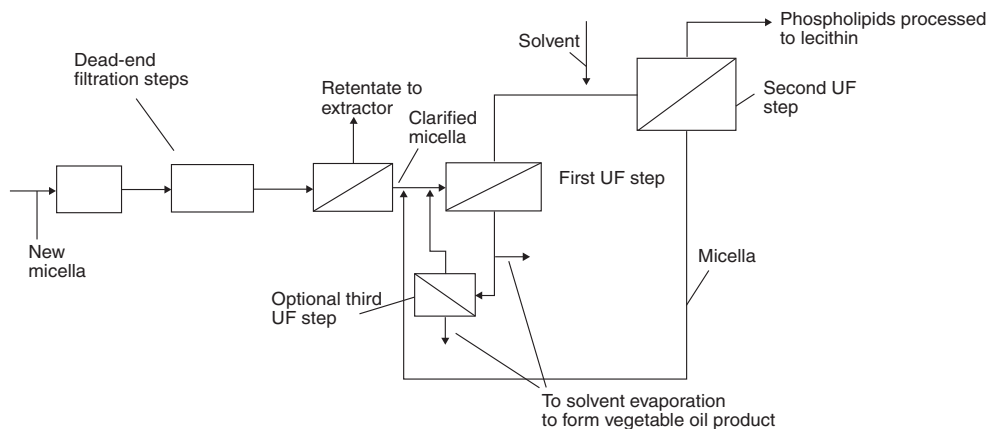 Phospholipids processed
to lecithin
Solvent
Dead-end
filtration steps
Retentate to
extractor
Clarified
micella
Second UF
step
First UF step
New
micella
Micella
Optional third
UF step
To solvent evaporation
to form vegetable oil product